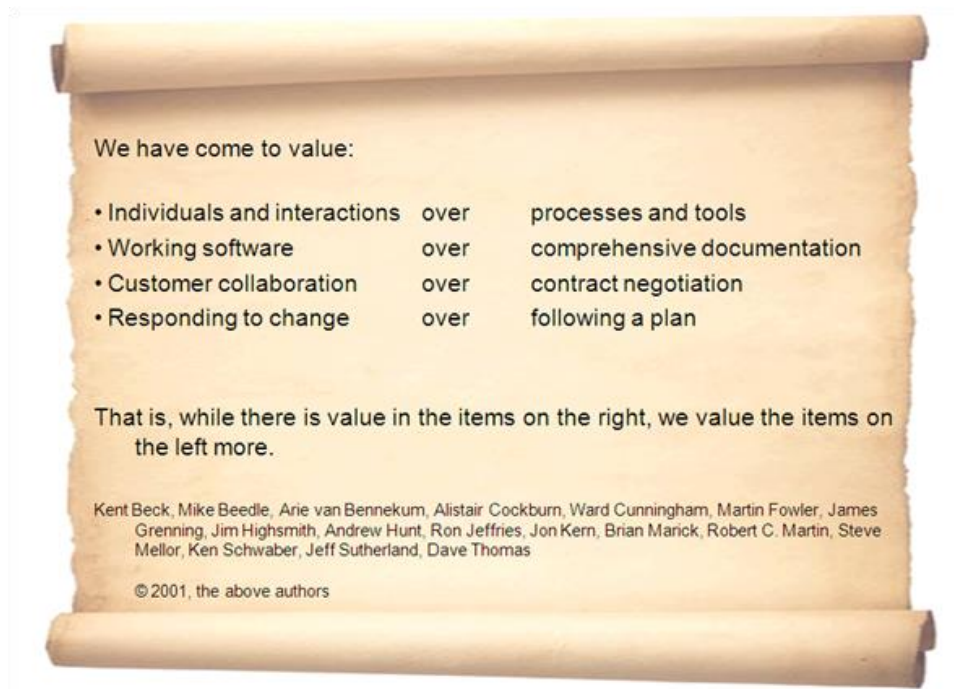 We have come to value:
• Individuals and interactions over processes and tools
• Working software over comprehensive documentation
• Customer collaboration over contract negotiation
• Responding to change over following a plan
That is, while there is value in the items on the right, we value the items on
the left more.
Kent Beck, Mike Beedle, Arie van Bennekum, Alistair Cockburn, Ward Cunningham, Martin Fowler, James
Grenning, Jim Highsmith, Andrew Hunt, Ron Jeffries, Jon Kern, Brian Marick, Robert C. Martin, Steve
Mellor, Ken Schwaber, Jeff Sutherland, Dave Thomas
© 2001, the above authors